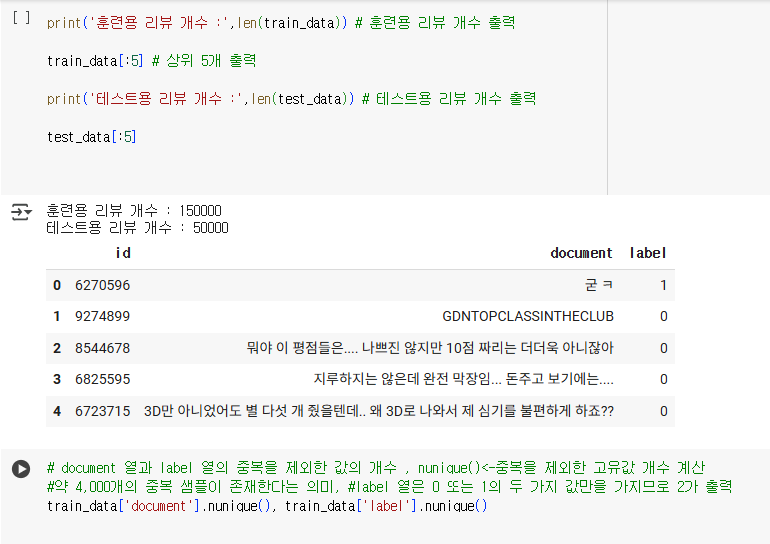 [ ] print('훈련용 리뷰 개수 :',len(train_data)) # 훈련용 리뷰 개수 출력
train_data[:5] # 상위 5개 출력
print('테스트용 리뷰 개수 :',len(test_data)) # 테스트용 리뷰 개수 출력
test_data[:5]
훈련용 리뷰 개수 : 150000
테스트용 리뷰 개수 : 50000
id document label
0 6270596 굳 ㅋ 1
1 9274899 GDNTOPCLASSINTHECLUB 0
2 8544678 뭐야 이 평점들은.... 나쁘진 않지만 10점 짜리는 더더욱 아니잖아 0
3 6825595 지루하지는 않은데 완전 막장임... 돈주고 보기에는.... 0
4 6723715 3D만 아니었어도 별 다섯 개 줬을텐데.. 왜 3D로 나와서 제 심기를 불편하게 하죠?? 0
# document 열과 label 열의 중복을 제외한 값의 개수 , nunique()<-중복을 제외한 고유값 개수 계산
#약 4,000개의 중복 샘플이 존재한다는 의미, #label 열은 0 또는 1의 두 가지 값만을 가지므로 2가 출력
train_data['document'].nunique(), train_data['label'].nunique()